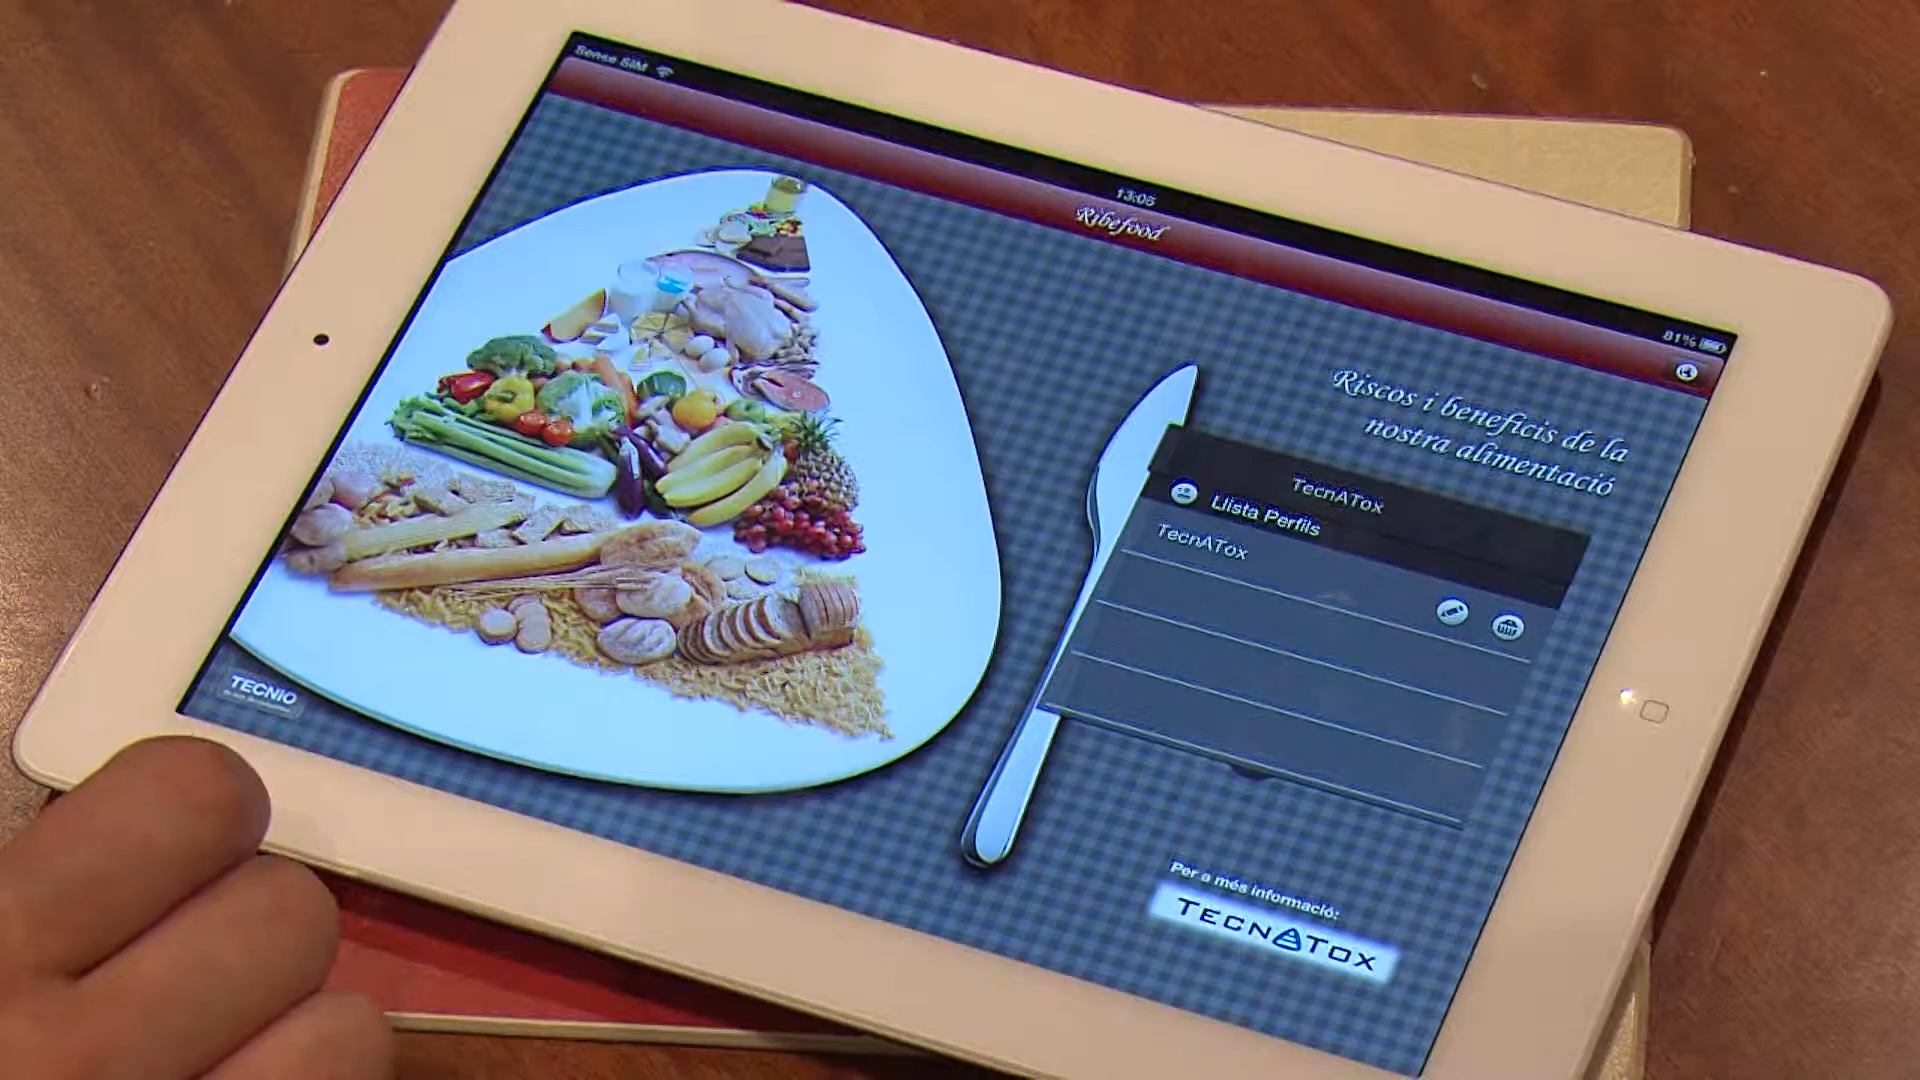 Sense SIM
13:05
81%
Ribefood
Riscos i beneficis de la
nostra alimentació
TecnATox
Llista Perfils
TecnATox
TECNIO
Per a més informació:
TECNATOX